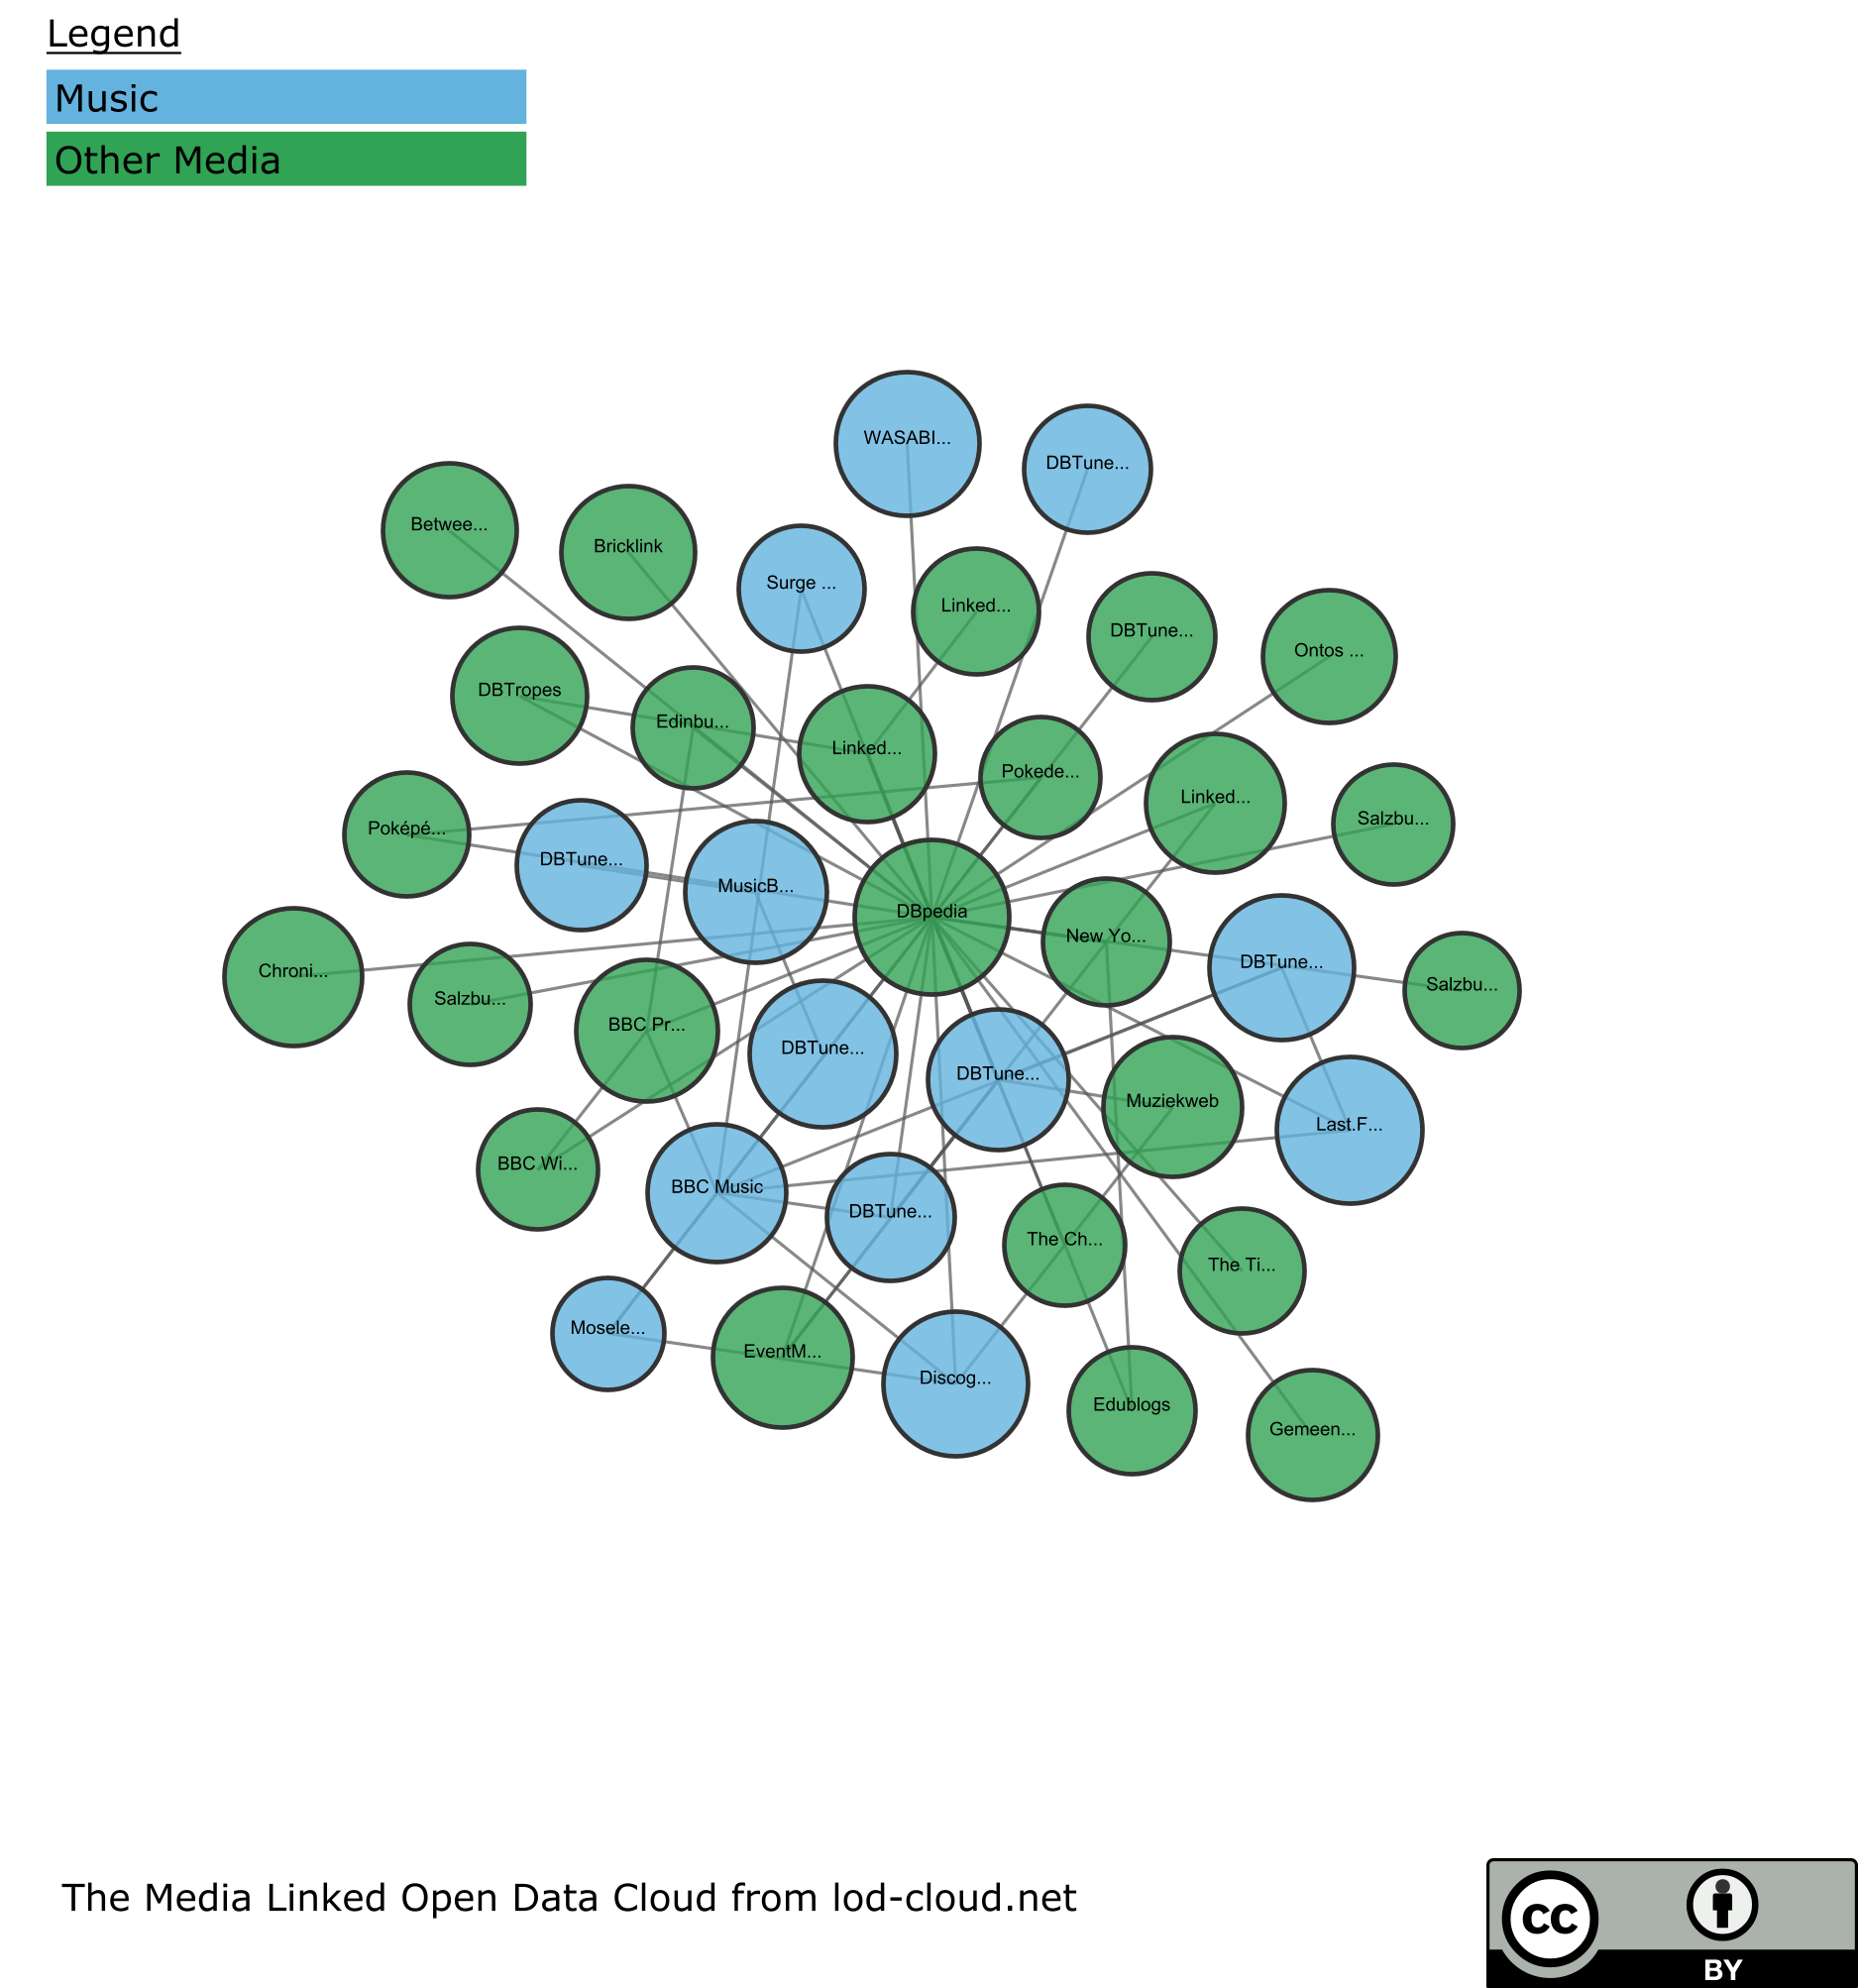 Legend
Music
Other Media
WASABI...
DBTune...
Betwee...
Bricklink
Surge ...
Linked...
DBTune...
Ontos ...
DBTropes
Edinbu...
Linked...
Pokede...
Linked...
Salzbu...
Poképé...
DBTune...
MusicB...
DBpedia
New Yo...
DBTune...
Salzbu...
Chroni...
Salzbu...
BBC Pr...
DBTune...
DBTune...
Muziekweb
Last.F...
BBC Wi...
BBC Music
DBTune...
The Ch...
The Ti...
Mosele...
EventM...
Discog...
Edublogs
Gemeen...
The Media Linked Open Data Cloud from lod-cloud.net
cc
BY